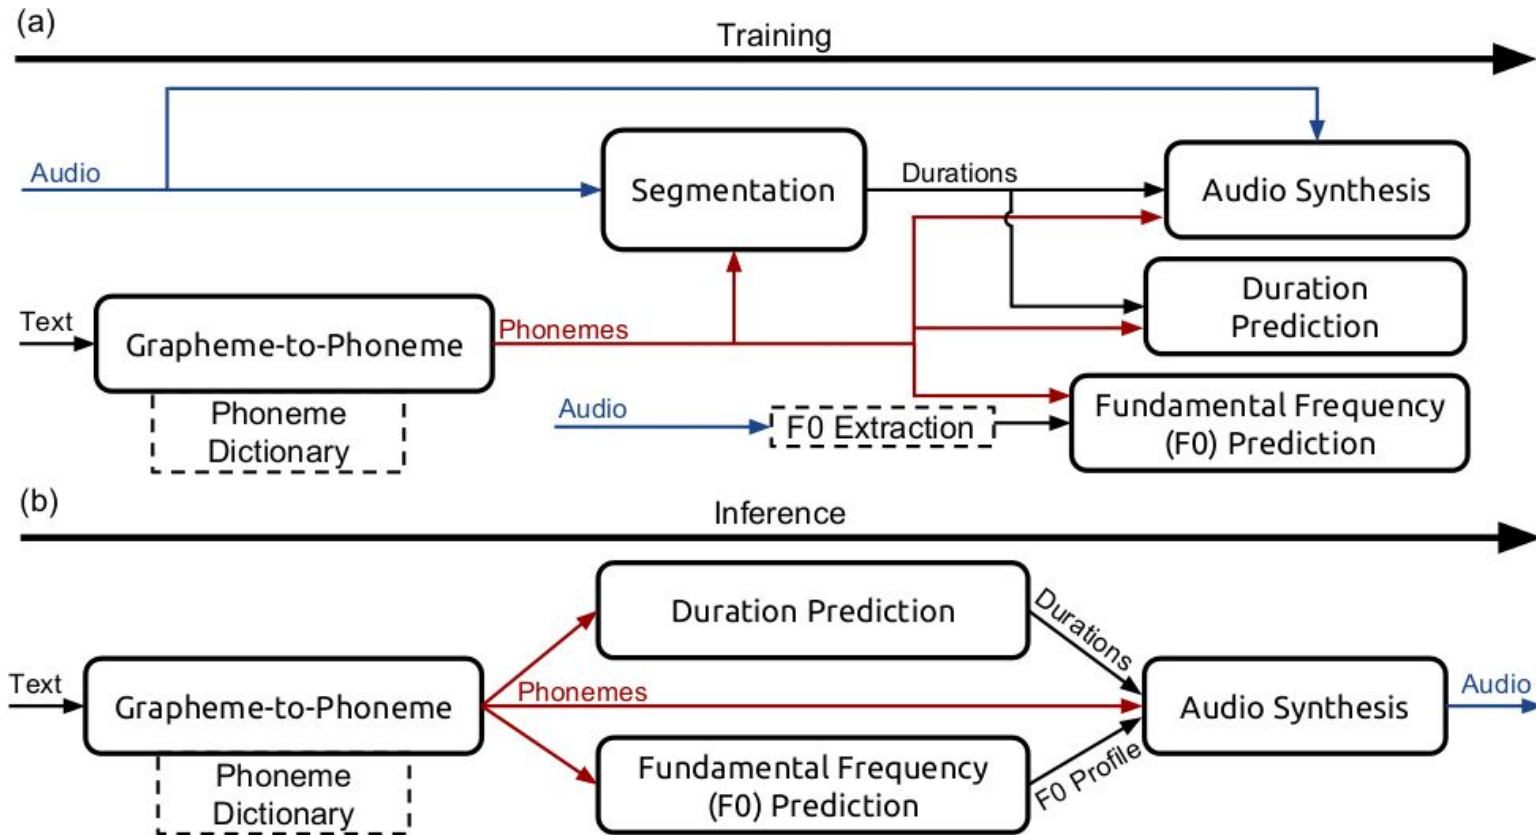 (a)
Training
Audio
Segmentation
Durations
Audio Synthesis
Text
Grapheme-to-Phoneme
Phonemes
Duration
Prediction
Phoneme
Dictionary
Audio
F0 Extraction
Fundamental Frequency
(F0) Prediction
(b)
Inference
Text
Grapheme-to-Phoneme
Phoneme
Dictionary
Duration Prediction
Phonemes
Fundamental Frequency
(F0) Prediction
Durations
F0 Profile
Audio Synthesis
Audio